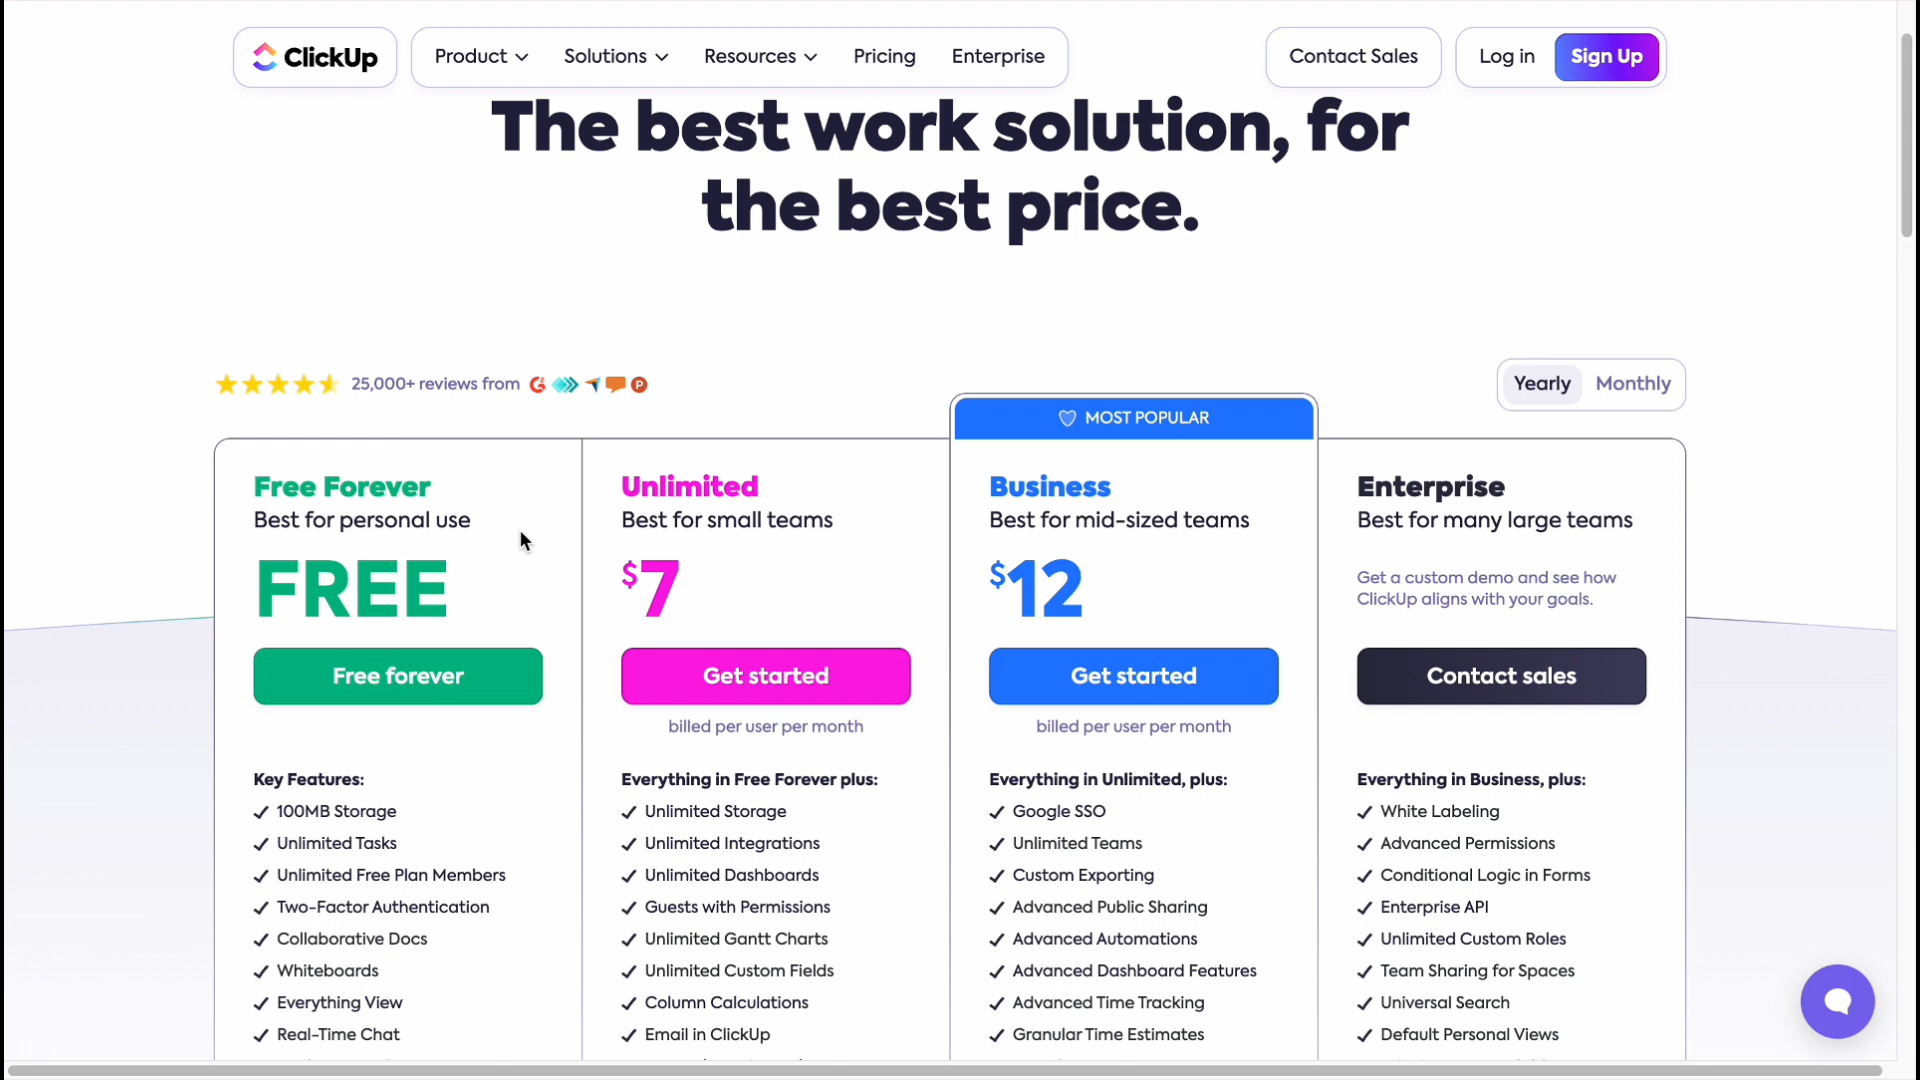 ClickUp
Product
Solutions
Resources
Pricing
Enterprise
Contact Sales
Log in
Sign Up
The best work solution, for
the best price.
25,000+ reviews from
Yearly
Monthly
MOST POPULAR
Free Forever
Best for personal use
FREE
Free forever
Key Features:
100MB Storage
Unlimited Tasks
Unlimited Free Plan Members
Two-Factor Authentication
Collaborative Docs
Whiteboards
Everything View
Real-Time Chat
Unlimited
Best for small teams
$7
Get started
billed per user per month
Everything in Free Forever plus:
Unlimited Storage
Unlimited Integrations
Unlimited Dashboards
Guests with Permissions
Unlimited Gantt Charts
Unlimited Custom Fields
Column Calculations
Email in ClickUp
Business
Best for mid-sized teams
$12
Get started
billed per user per month
Everything in Unlimited, plus:
Google SSO
Unlimited Teams
Custom Exporting
Advanced Public Sharing
Advanced Automations
Advanced Dashboard Features
Advanced Time Tracking
Granular Time Estimates
Enterprise
Best for many large teams
Get a custom demo and see how
ClickUp aligns with your goals.
Contact sales
Everything in Business, plus:
White Labeling
Advanced Permissions
Conditional Logic in Forms
Enterprise API
Unlimited Custom Roles
Team Sharing for Spaces
Universal Search
Default Personal Views